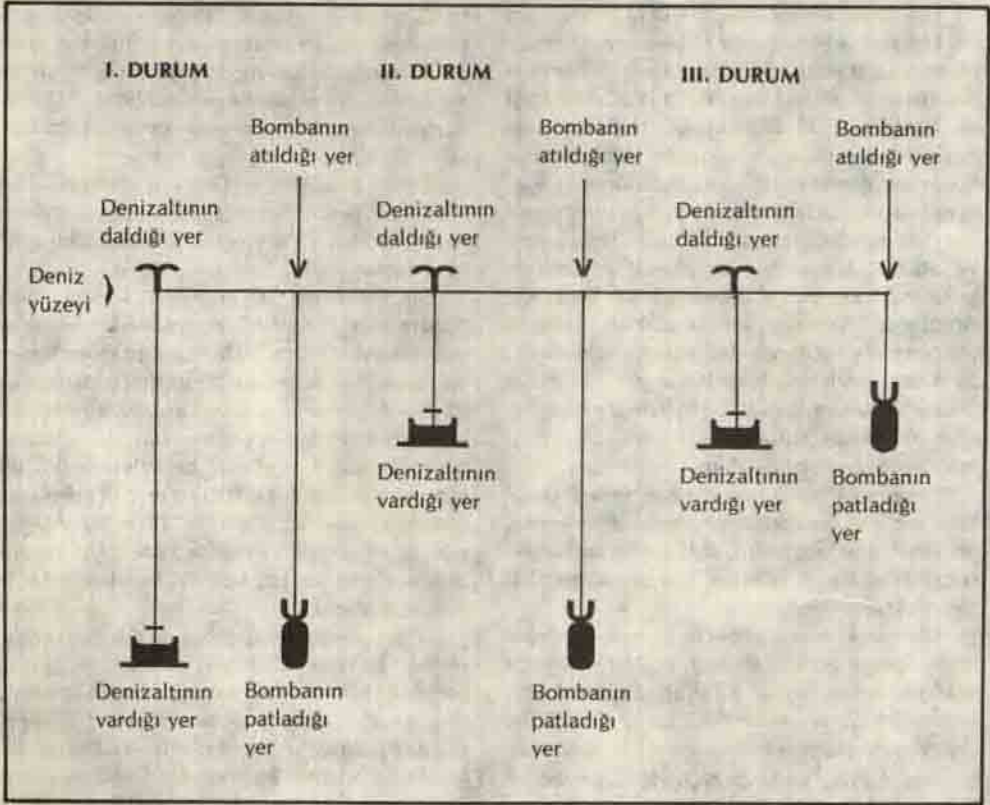 I. DURUM
II. DURUM
III. DURUM
Bombanın
atıldığı yer
Bombanın
atıldığı yer
Bombanın
atıldığı yer
Denizaltının
daldığı yer
Denizaltının
daldığı yer
Denizaltının
daldığı yer
Deniz
yüzeyi
Denizaltının
vardığı yer
Denizaltının
vardığı yer
Bombanın
patladığı
yer
Denizaltının
vardığı yer
Bombanın
patladığı
yer
Bombanın
patladığı
yer